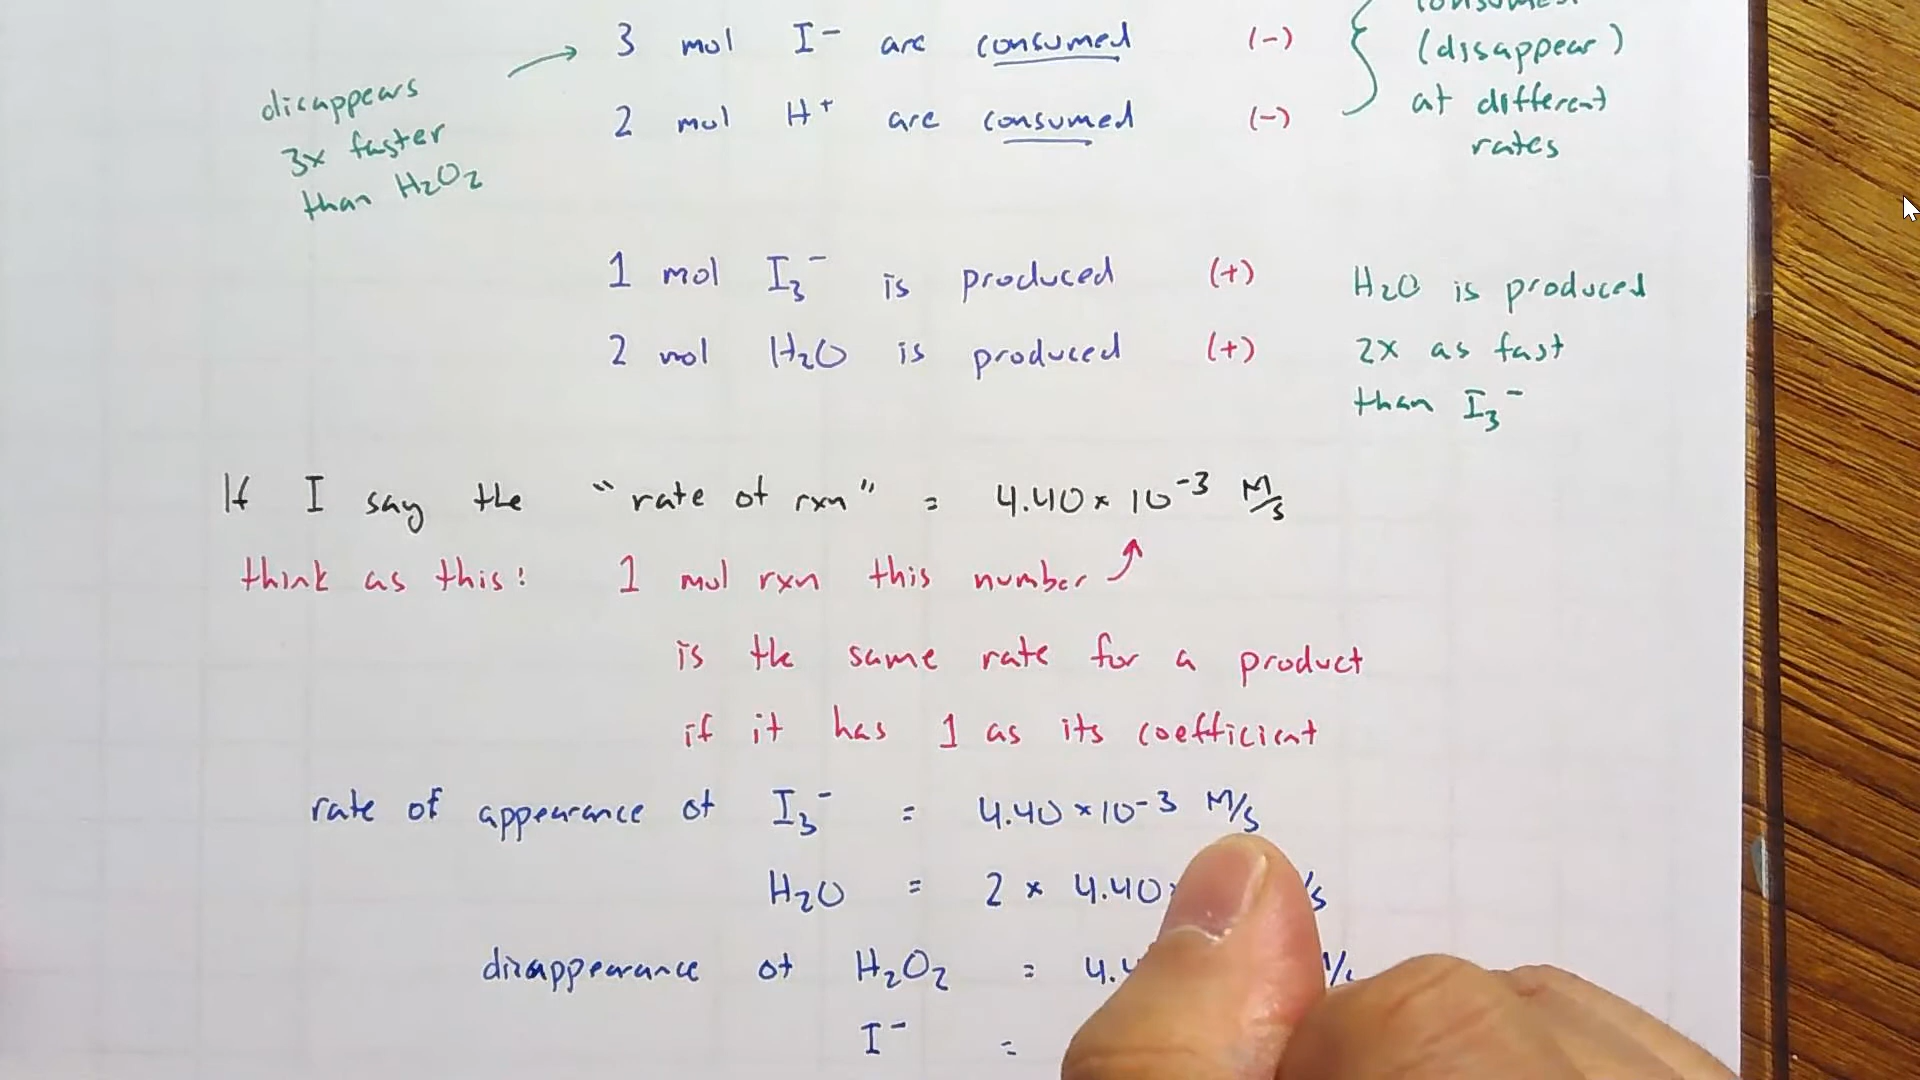 consumed
3 mol I⁻ are consumed (-)
(disappear)
2 mol H⁺ are consumed (-)
at different
rates
disappears
3x faster
than H₂O₂
1 mol I₃⁻ is produced (+)
2 mol H₂O is produced (+)
H₂O is produced
2x as fast
than I₃⁻
If I say the "rate of rxn" = 4.40 × 10⁻³ M/s
think as this: 1 mol rxn this number
is the same rate for a product
if it has 1 as its coefficient
rate of appearance of I₃⁻ = 4.40 × 10⁻³ M/s
H₂O = 2 × 4.40
disappearance of H₂O₂ =
I⁻ =